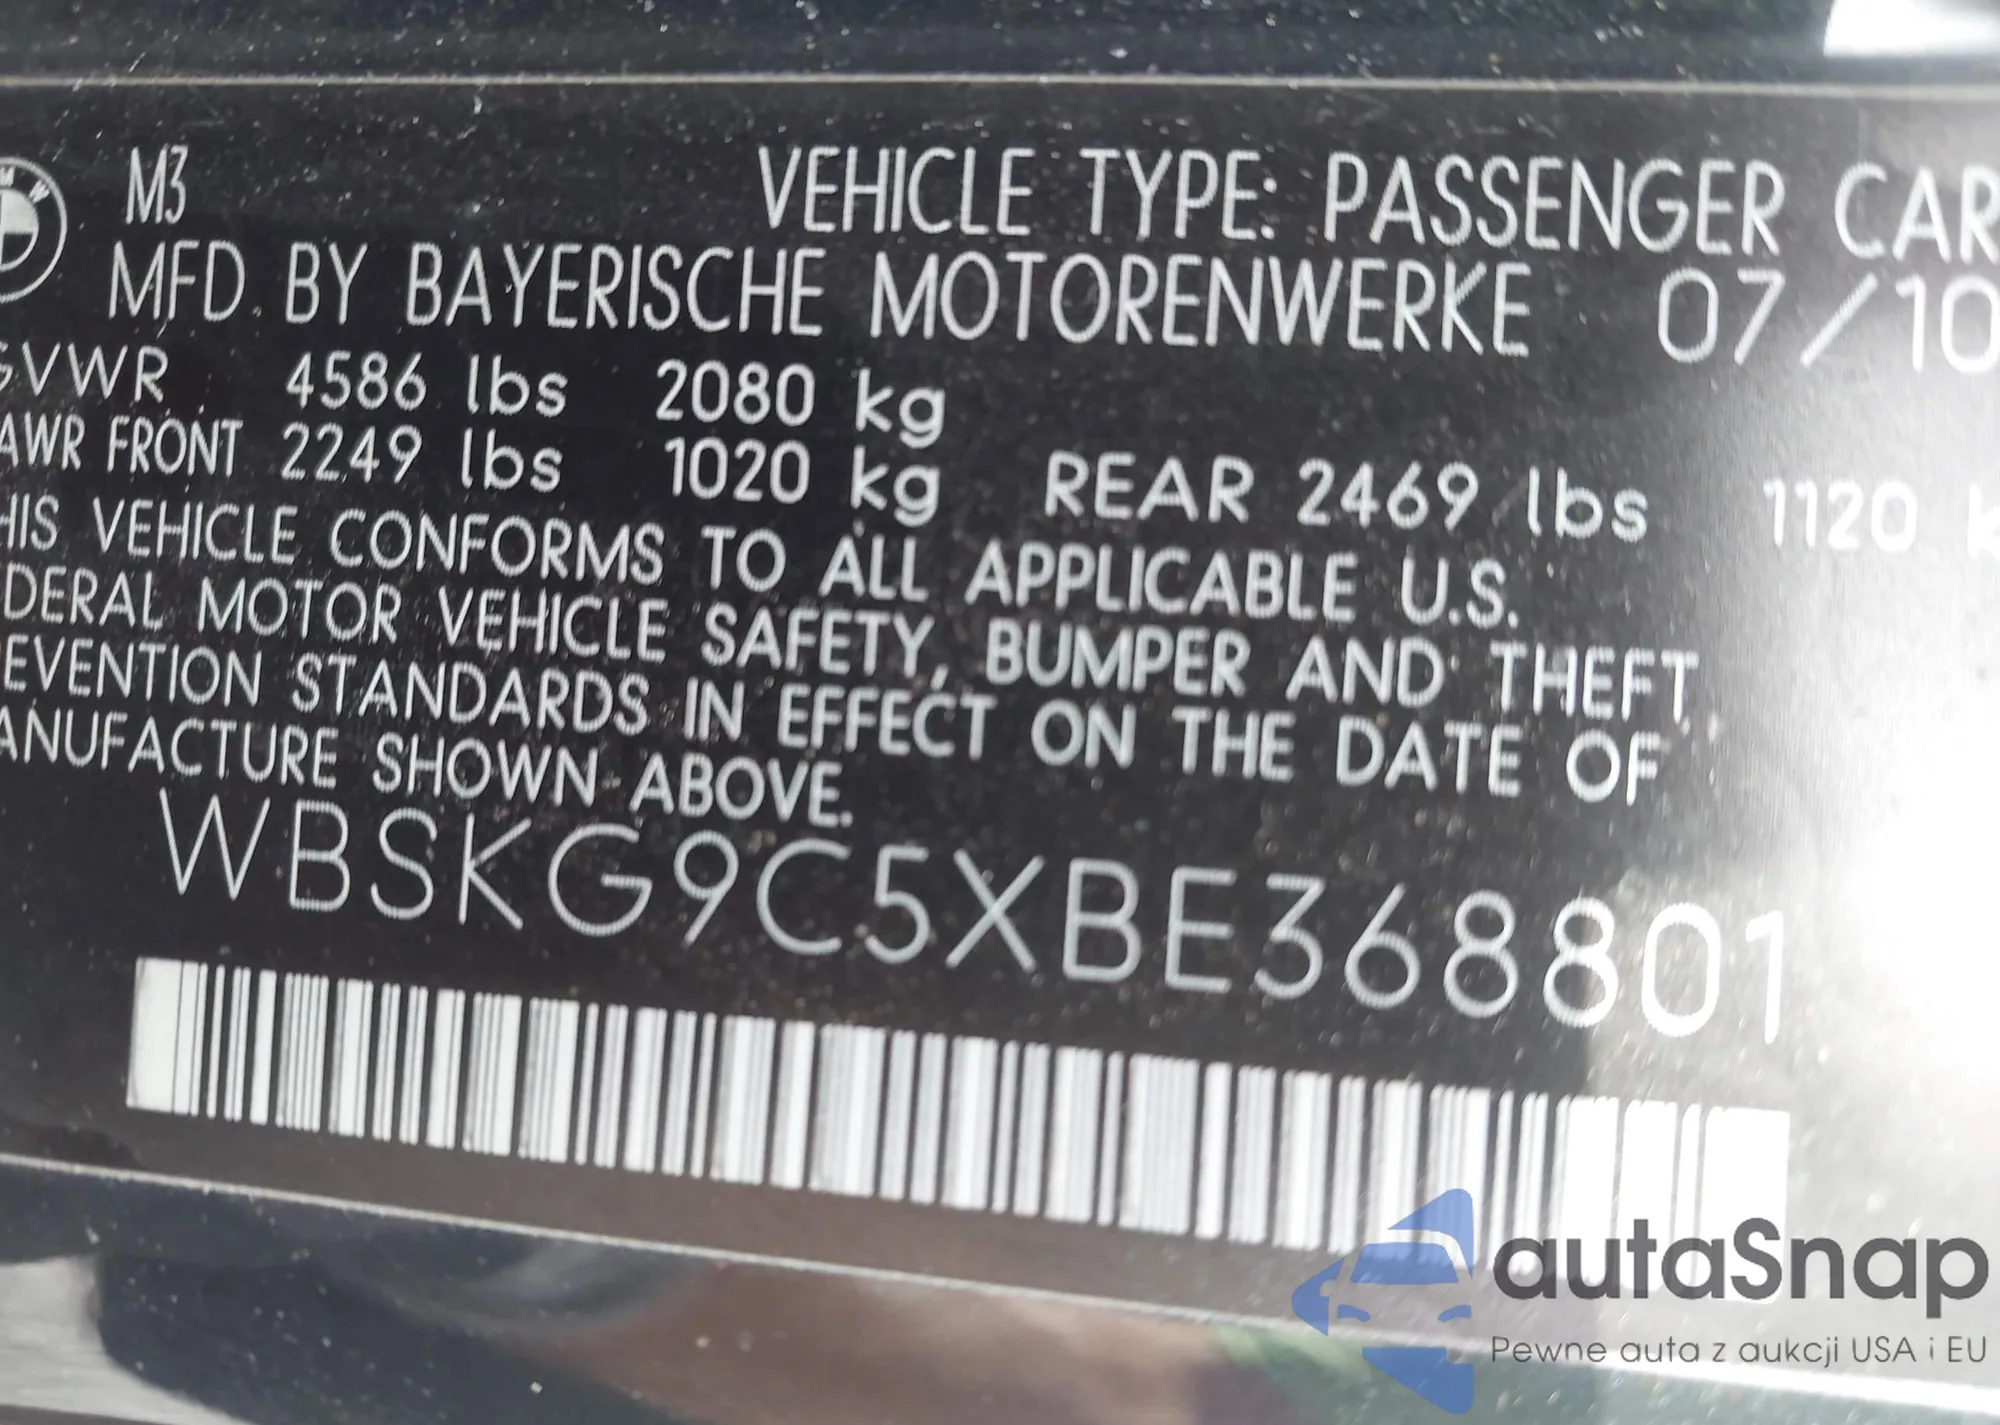 M3 VEHICLE TYPE: PASSENGER CAR
MFD. BY BAYERISCHE MOTORENWERKE 07/10
GVWR 4586 lbs 2080 kg
AWR FRONT 2249 lbs 1020 kg REAR 2469 lbs 1120 k
HIS VEHICLE CONFORMS TO ALL APPLICABLE U.S.
DERAL MOTOR VEHICLE SAFETY, BUMPER AND THEFT
EVENTION STANDARDS IN EFFECT ON THE DATE OF
ANUFACTURE SHOWN ABOVE.
WBSKG9C5XBE368801
autaSnap
Pewne auta z aukcji USA i EU